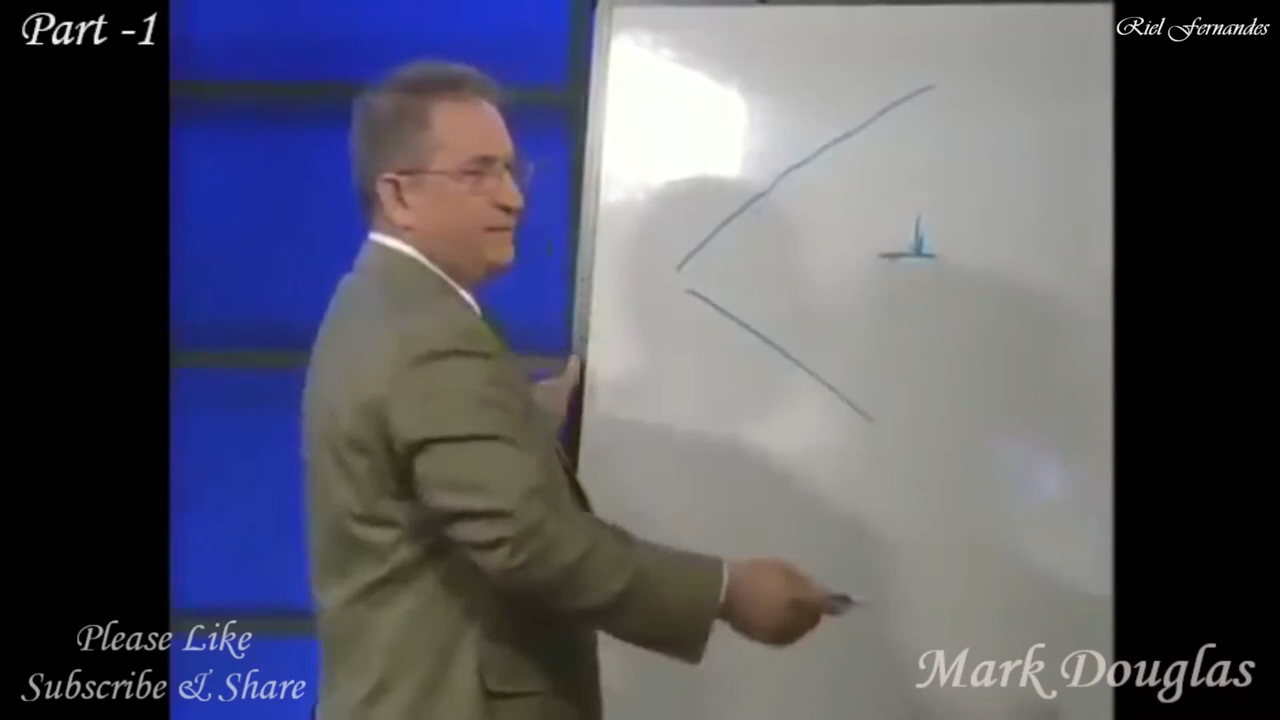 Part -1
Riel Fernandes
Please Like
Subscribe & Share
Mark Douglas